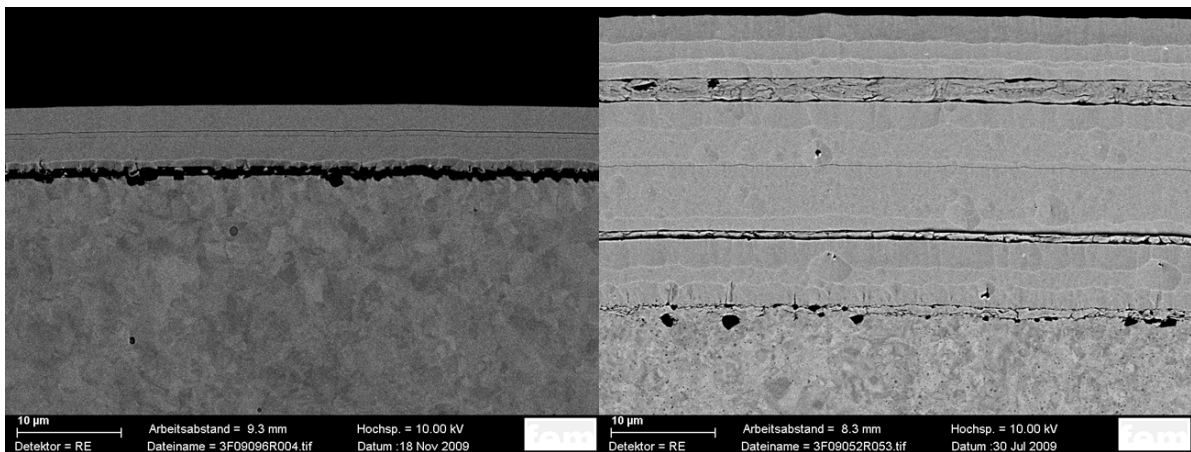 10 µm
Arbeitsabstand = 9.3 mm
Hochsp. = 10.00 kV
Detektor = RE
Dateiname = 3F09096R004.tif
Datum :18 Nov 2009
fem
10 µm
Arbeitsabstand = 8.3 mm
Hochsp. = 10.00 kV
Detektor = RE
Dateiname = 3F09052R053.tif
Datum :30 Jul 2009
fem